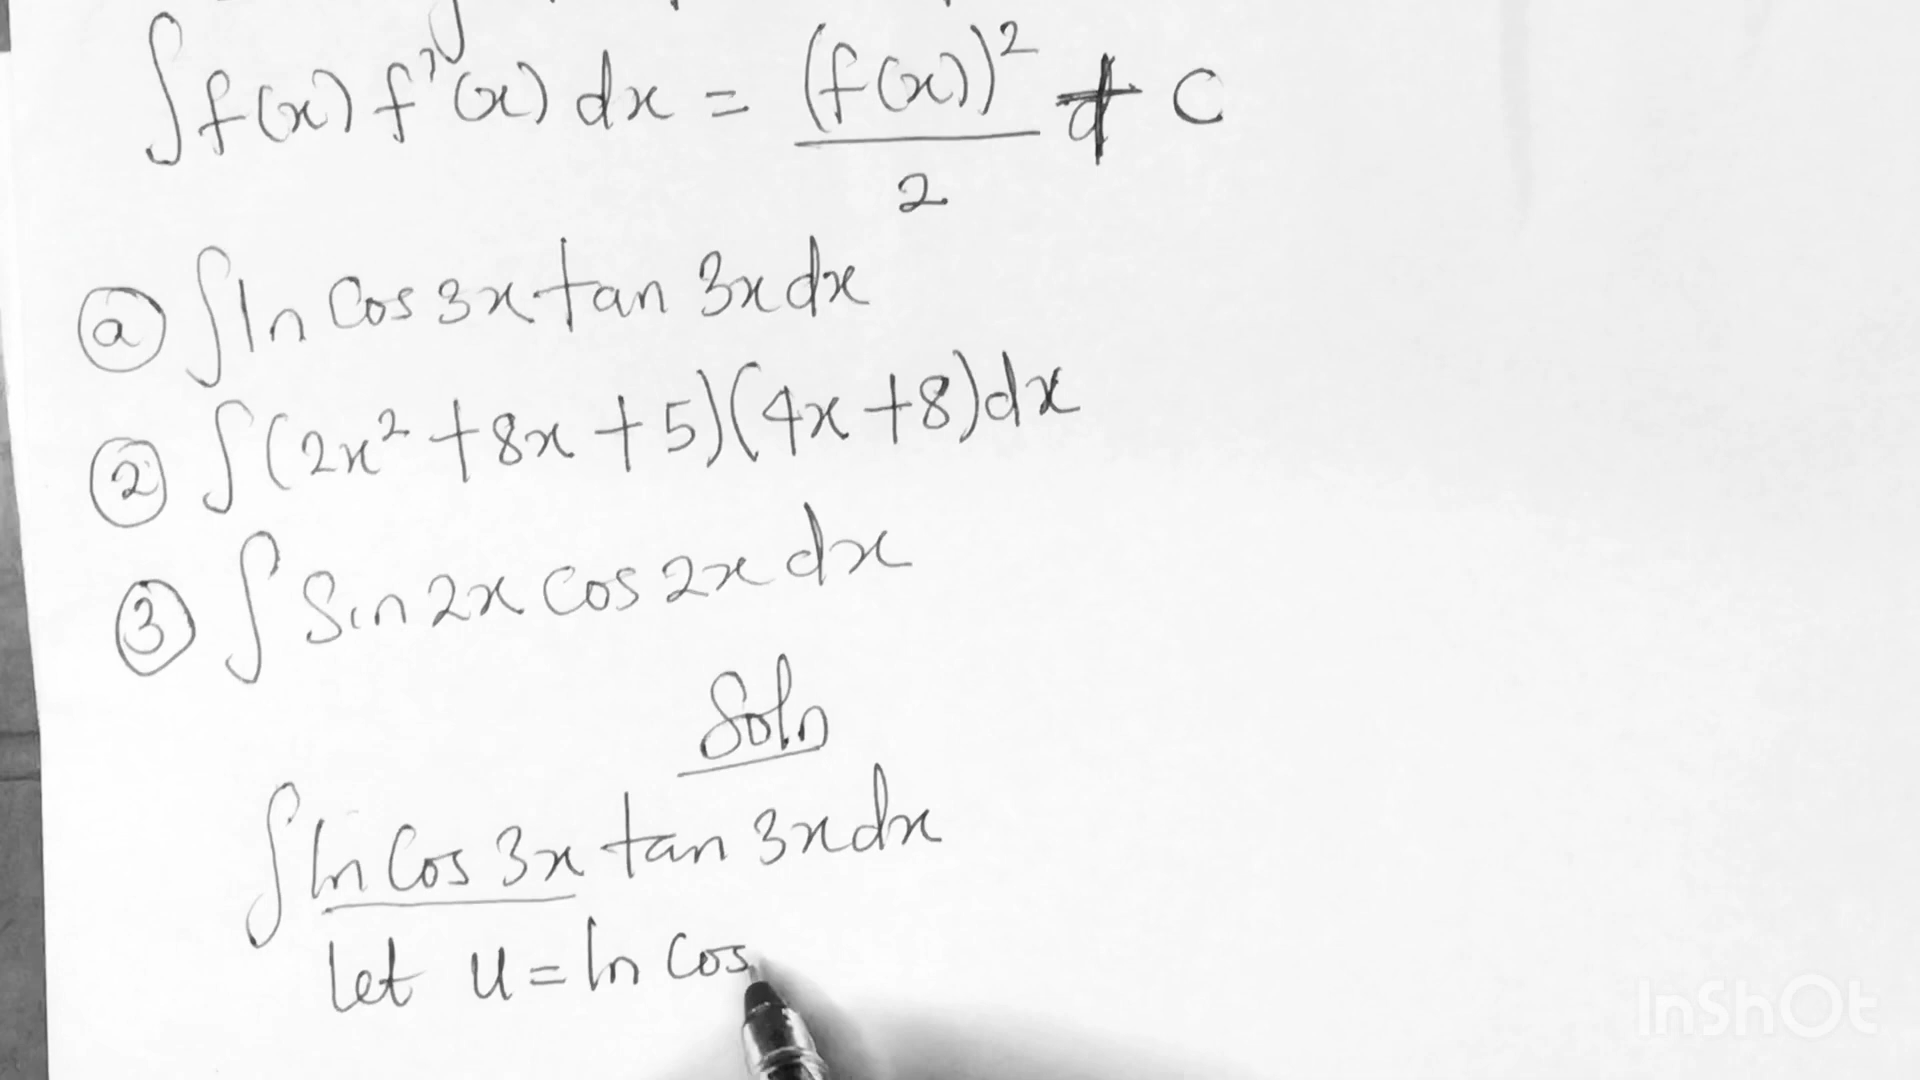 ∫f(x) f'(x) dx = (f(x))² + C
2
ⓐ ∫ln Cos 3x tan 3x dx
② ∫(2x² + 8x + 5)(4x + 8)dx
③ ∫ Sin 2x cos 2x dx
Soln
∫ln Cos 3x tan 3x dx
let u = ln Cos
InShOt